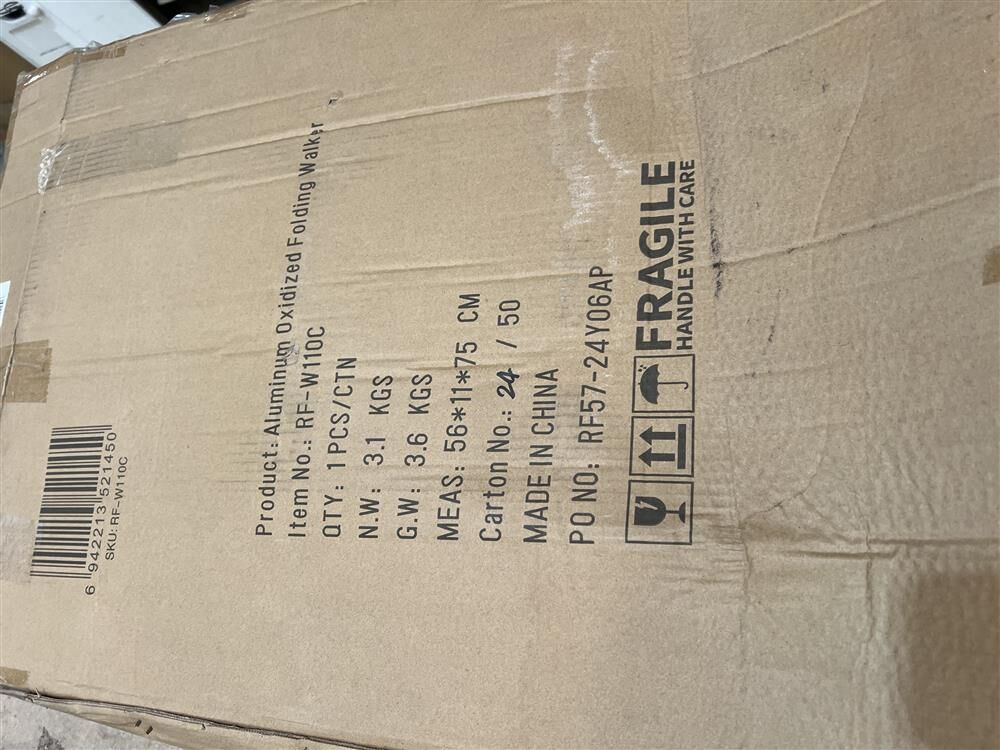 6 942213 521450
SKU: RF-W110C
Product: Aluminum Oxidized Folding Walker
Item No.: RF-W110C
QTY: 1 PCS/CTN
N.W: 3.1 KGS
G.W: 3.6 KGS
MEAS: 56*11*75 CM
Carton No.: 24 / 50
MADE IN CHINA
PO NO: RF57-24Y06AP
FRAGILE
HANDLE WITH CARE